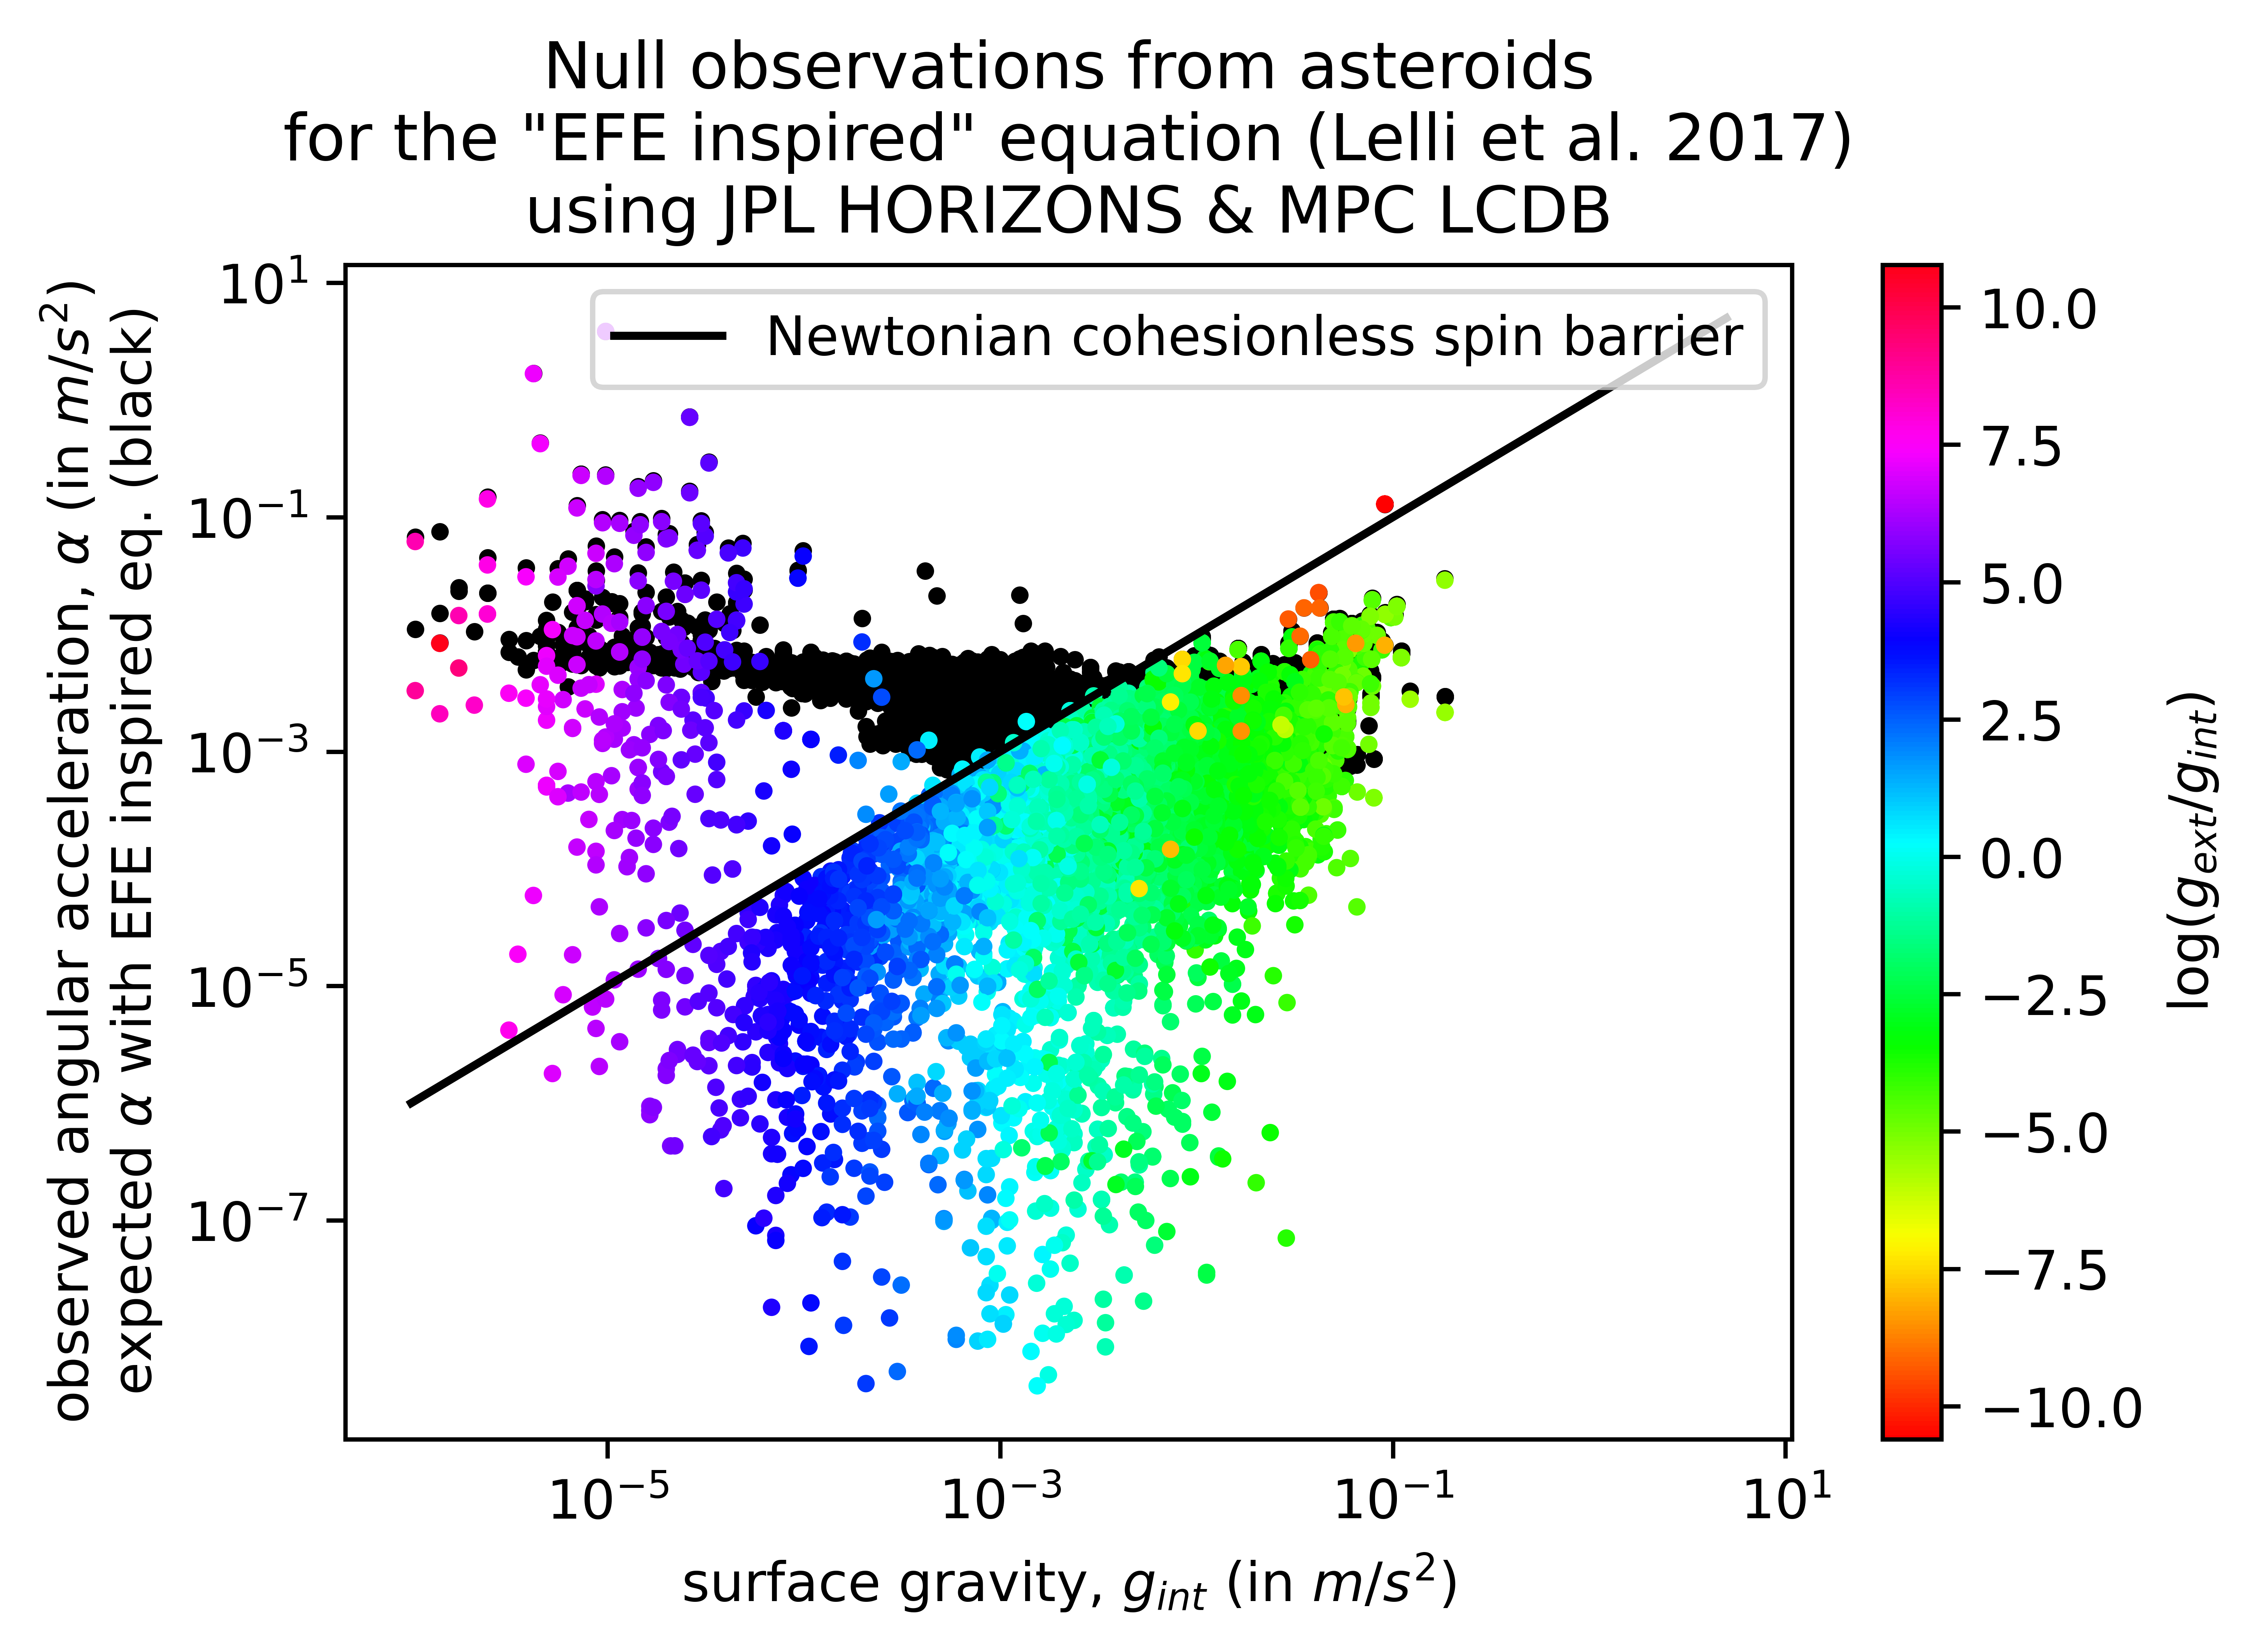 Null observations from asteroids
for the "EFE inspired" equation (Lelli et al. 2017)
using JPL HORIZONS & MPC LCDB
observed angular acceleration, α (in m/s²)
expected α with EFE inspired eq. (black)
10¹
10⁻¹
10⁻³
10⁻⁵
10⁻⁷
Newtonian cohesionless spin barrier
10⁻⁵
10⁻³
10⁻¹
10¹
surface gravity, g_int (in m/s²)
10.0
7.5
5.0
2.5
0.0
−2.5
−5.0
−7.5
−10.0
log(g_ext/g_int)